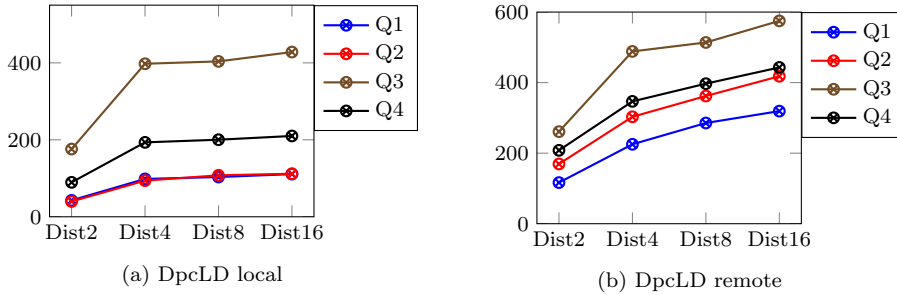 400
200
0
Dist2 Dist4 Dist8 Dist16
Q1
Q2
Q3
Q4
(a) DpcLD local
600
400
200
0
Dist2 Dist4 Dist8 Dist16
Q1
Q2
Q3
Q4
(b) DpcLD remote